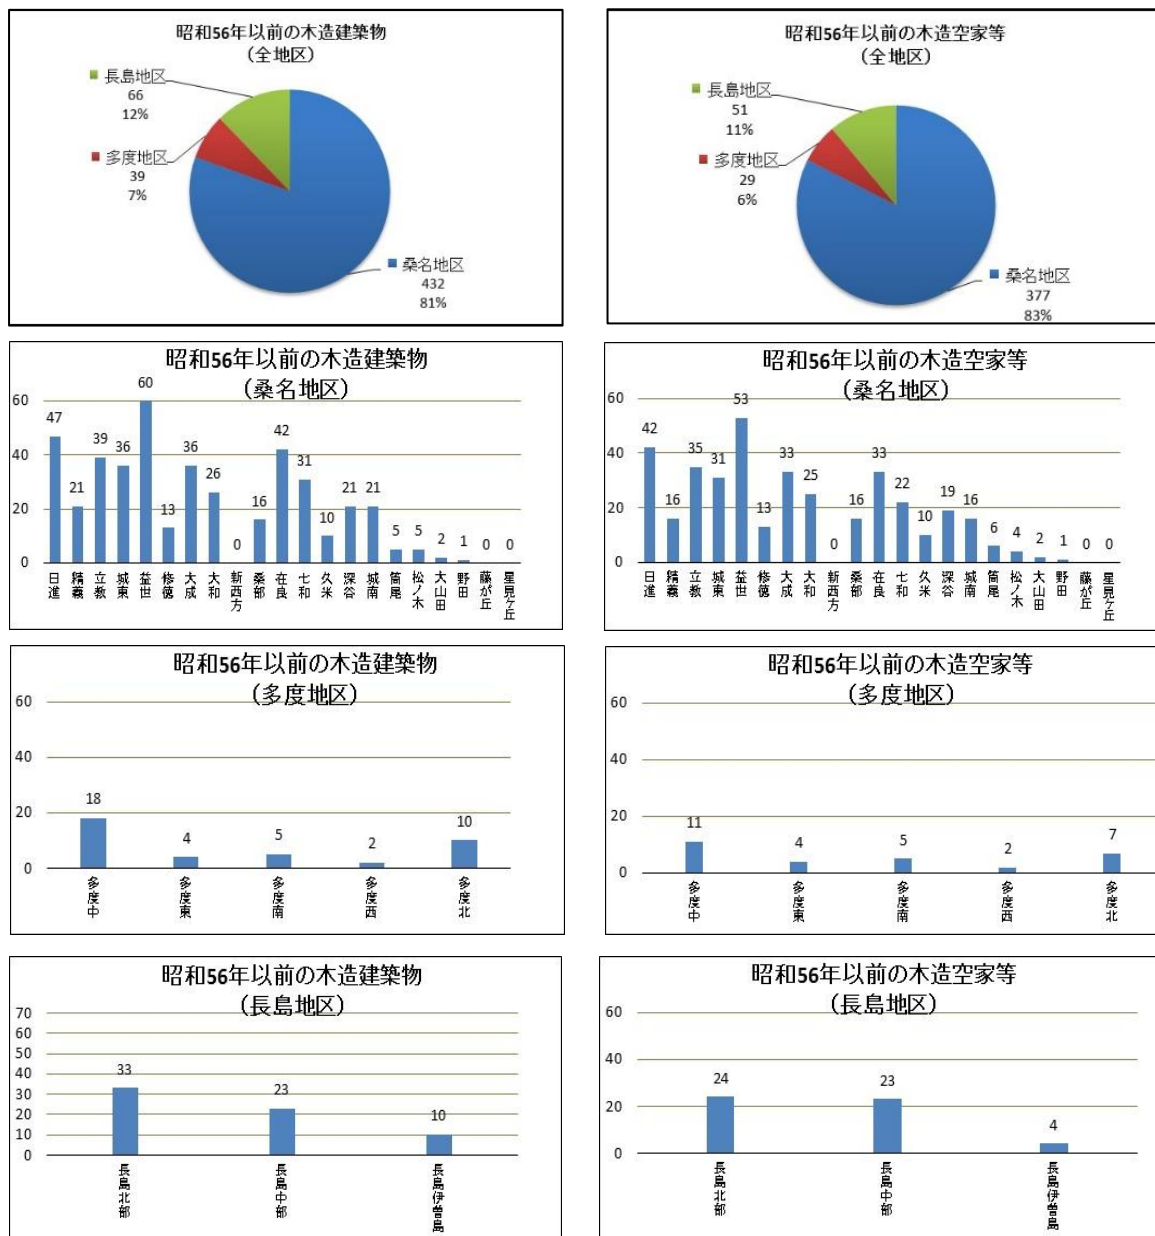 昭和56年以前の木造建築物
(全地区)
長島地区
66
12%
多度地区
39
7%
桑名地区
432
81%
昭和56年以前の木造空家等
(全地区)
長島地区
51
11%
多度地区
29
6%
桑名地区
377
83%
昭和56年以前の木造建築物
(桑名地区)
60
40
20
0
47 21 39 36 60 13 36 26 0 16 42 31 10 21 21 5 5 2 1 0 0
日進 精義 立教 城東 益世 修徳 大成 大和 新西方 桑部 在良 七和 久米 深谷 城南 筒尾 松ノ木 大山田 野田 藤が丘 星見ヶ丘
昭和56年以前の木造空家等
(桑名地区)
60
40
20
0
42 16 35 31 53 13 33 25 0 16 33 22 10 19 16 6 4 2 1 0 0
日進 精義 立教 城東 益世 修徳 大成 大和 新西方 桑部 在良 七和 久米 深谷 城南 筒尾 松ノ木 大山田 野田 藤が丘 星見ヶ丘
昭和56年以前の木造建築物
(多度地区)
60
40
20
0
18 4 5 2 10
多度中 多度東 多度南 多度西 多度北
昭和56年以前の木造空家等
(多度地区)
60
40
20
0
11 4 5 2 7
多度中 多度東 多度南 多度西 多度北
昭和56年以前の木造建築物
(長島地区)
70
60
50
40
30
20
10
0
33 23 10
長島北部 長島中部 長島伊曽島
昭和56年以前の木造空家等
(長島地区)
60
40
20
0
24 23 4
長島北部 長島中部 長島伊曽島